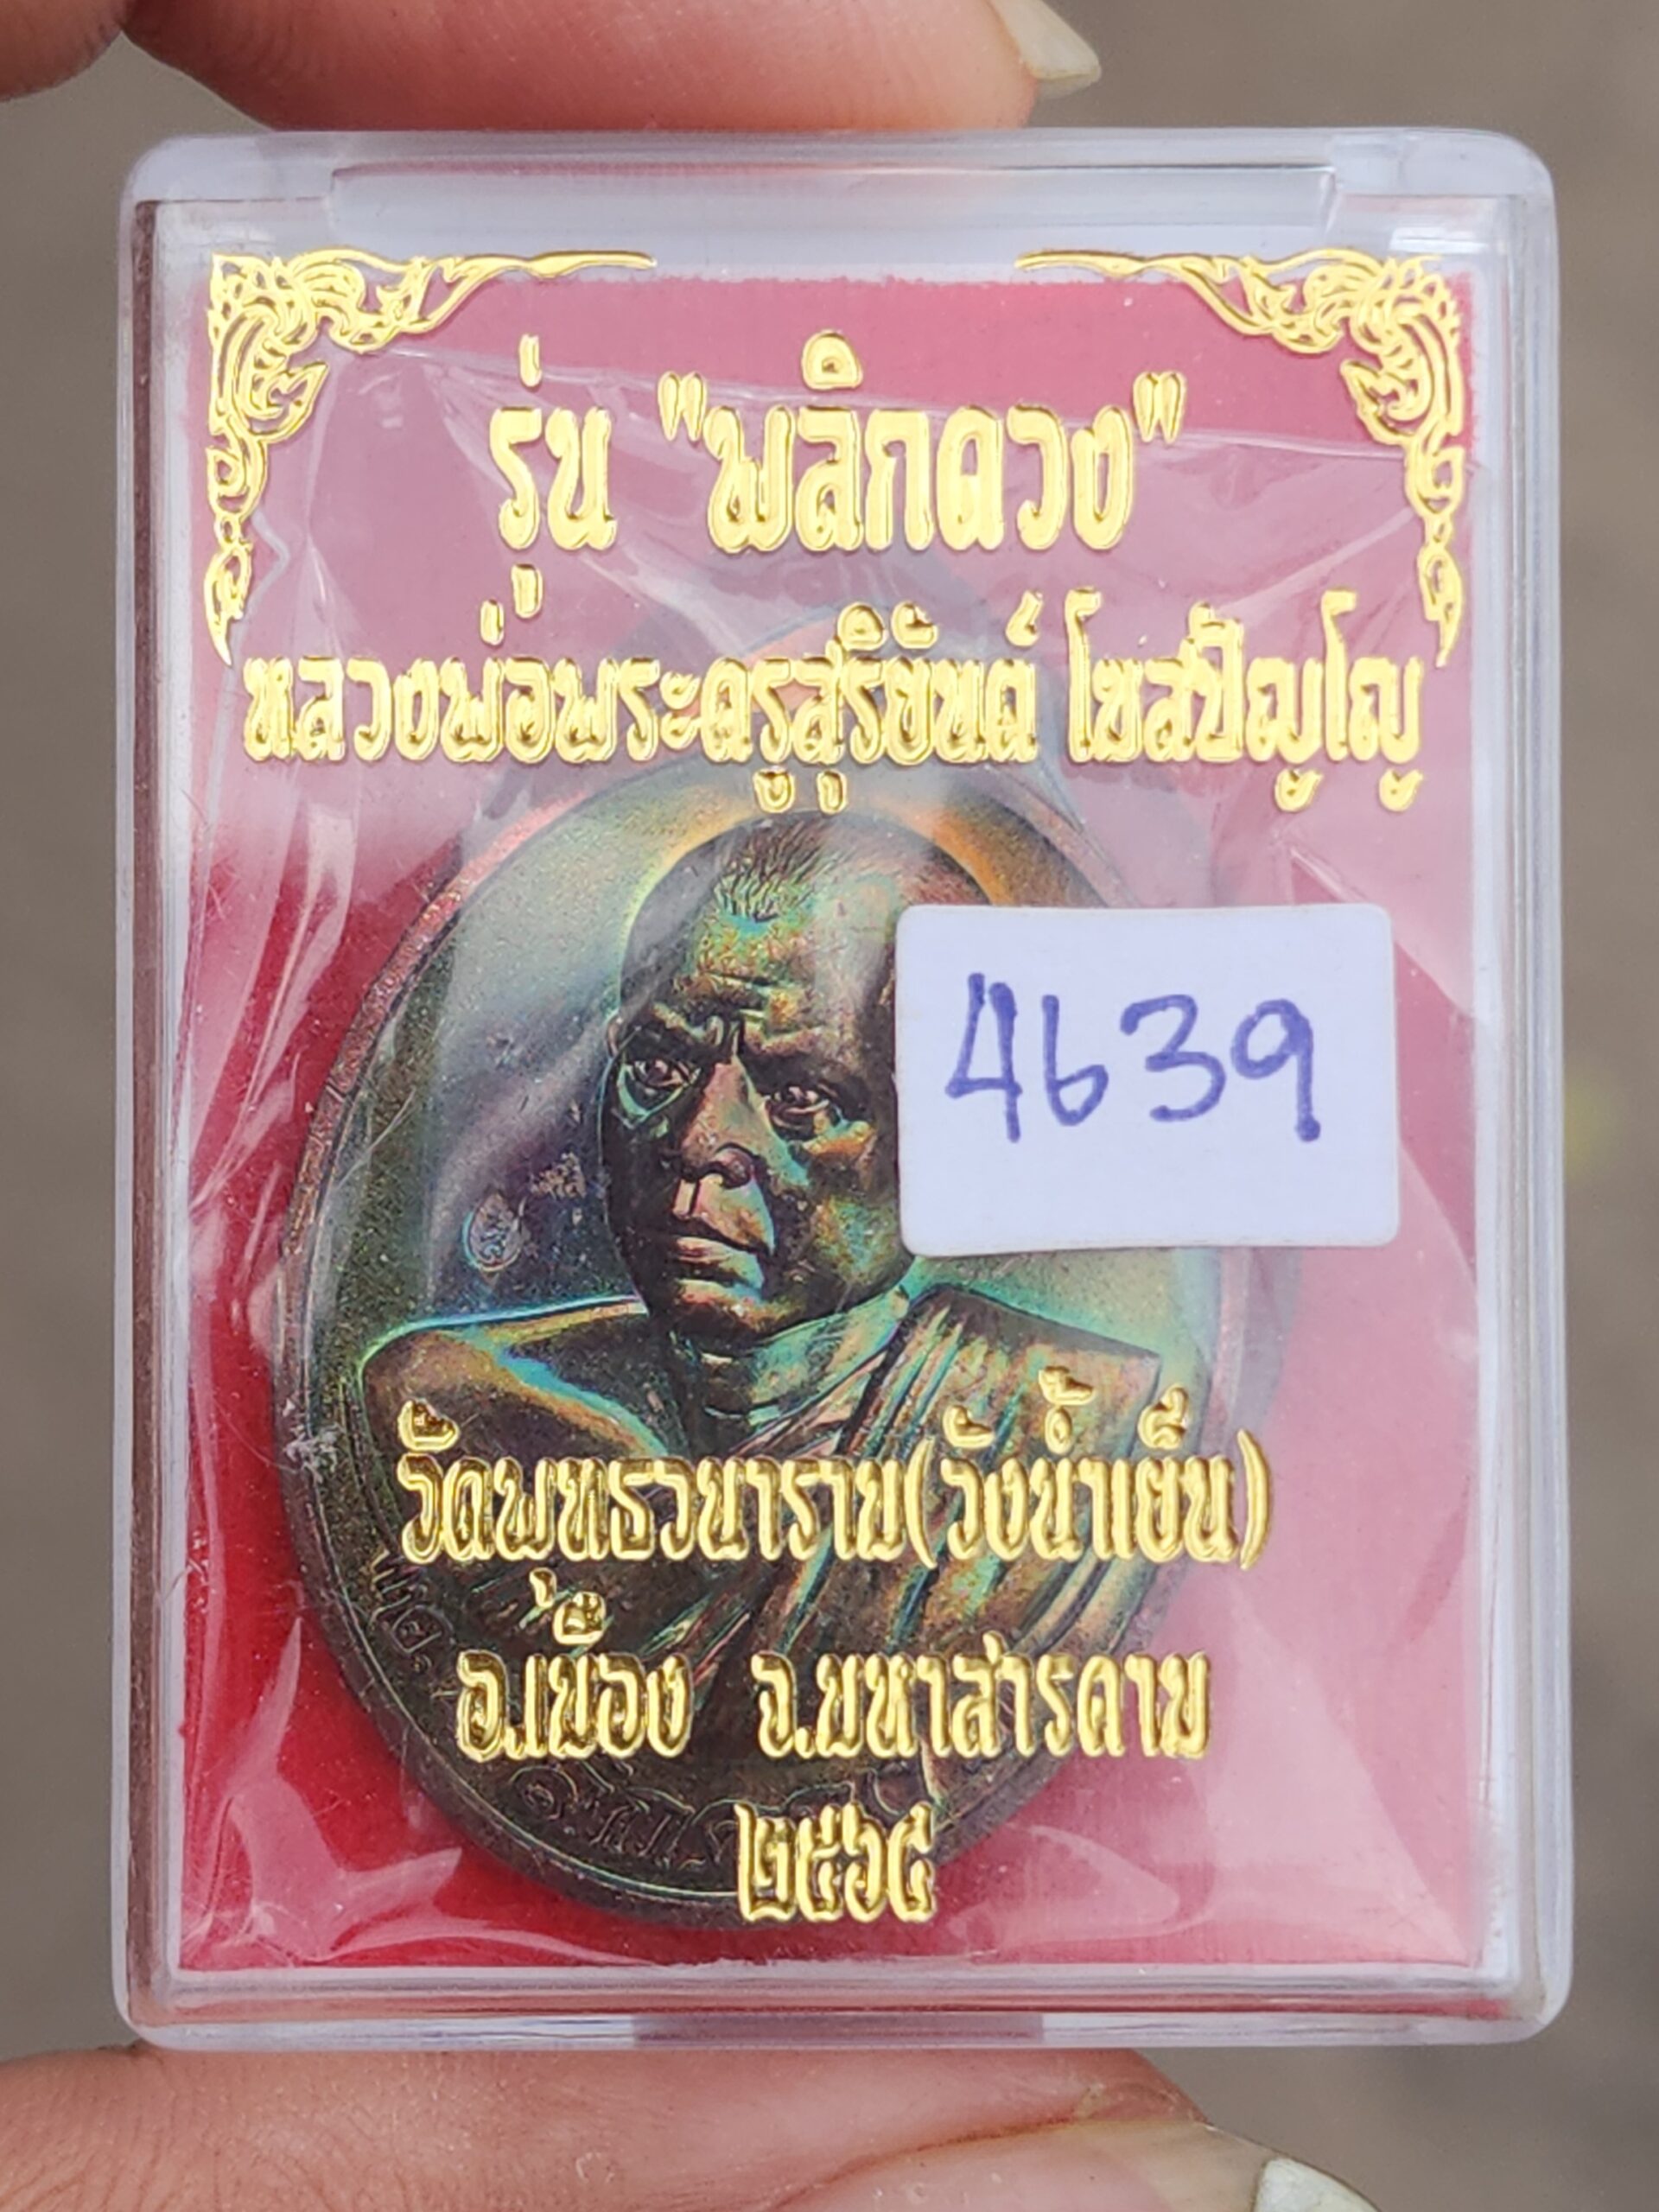 รุ่น "พลิกดวง"
หลวงพ่อพระครูสุริยันต์ โฆสปัญฺโญ
4639
วัดพุทธวนาราม(วังน้ำเย็น)
อ.เมือง จ.มหาสารคาม
๒๕๖๕